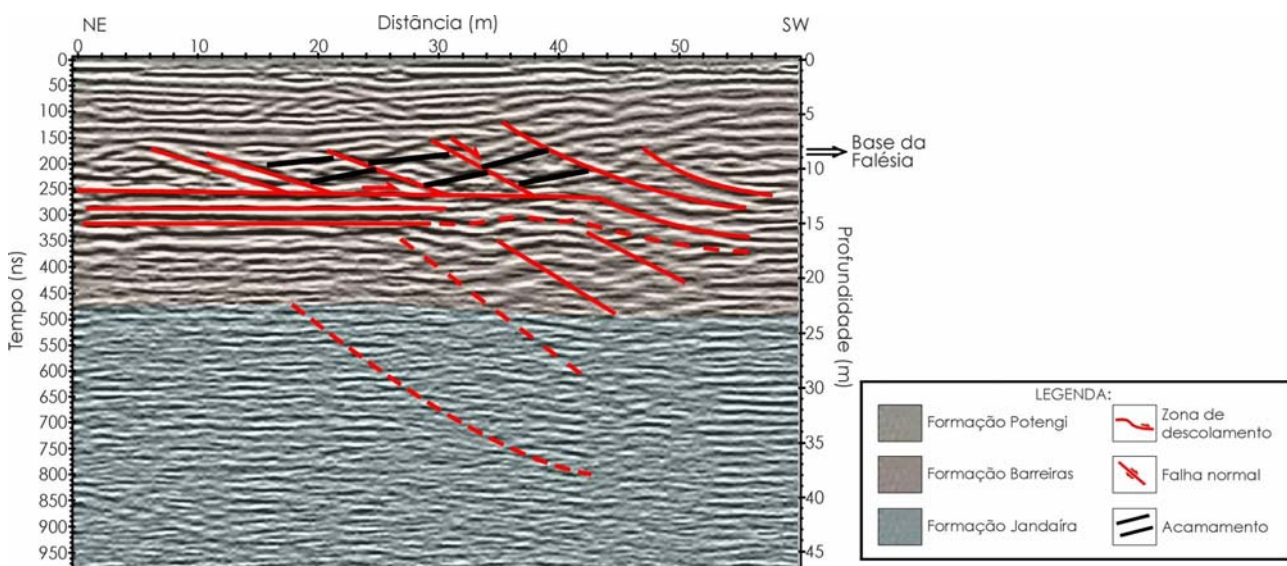 NE Distância (m) SW
0 10 20 30 40 50
Tempo (ns)
0
50
100
150
200
250
300
350
400
450
500
550
600
650
700
750
800
850
900
950
0
5
10
15
20
25
30
35
40
45
Profundidade (m)
Base da
Falésia
LEGENDA:
Formação Potengi
Zona de
descolamento
Formação Barreiras
Falha normal
Formação Jandaíra
Acamamento